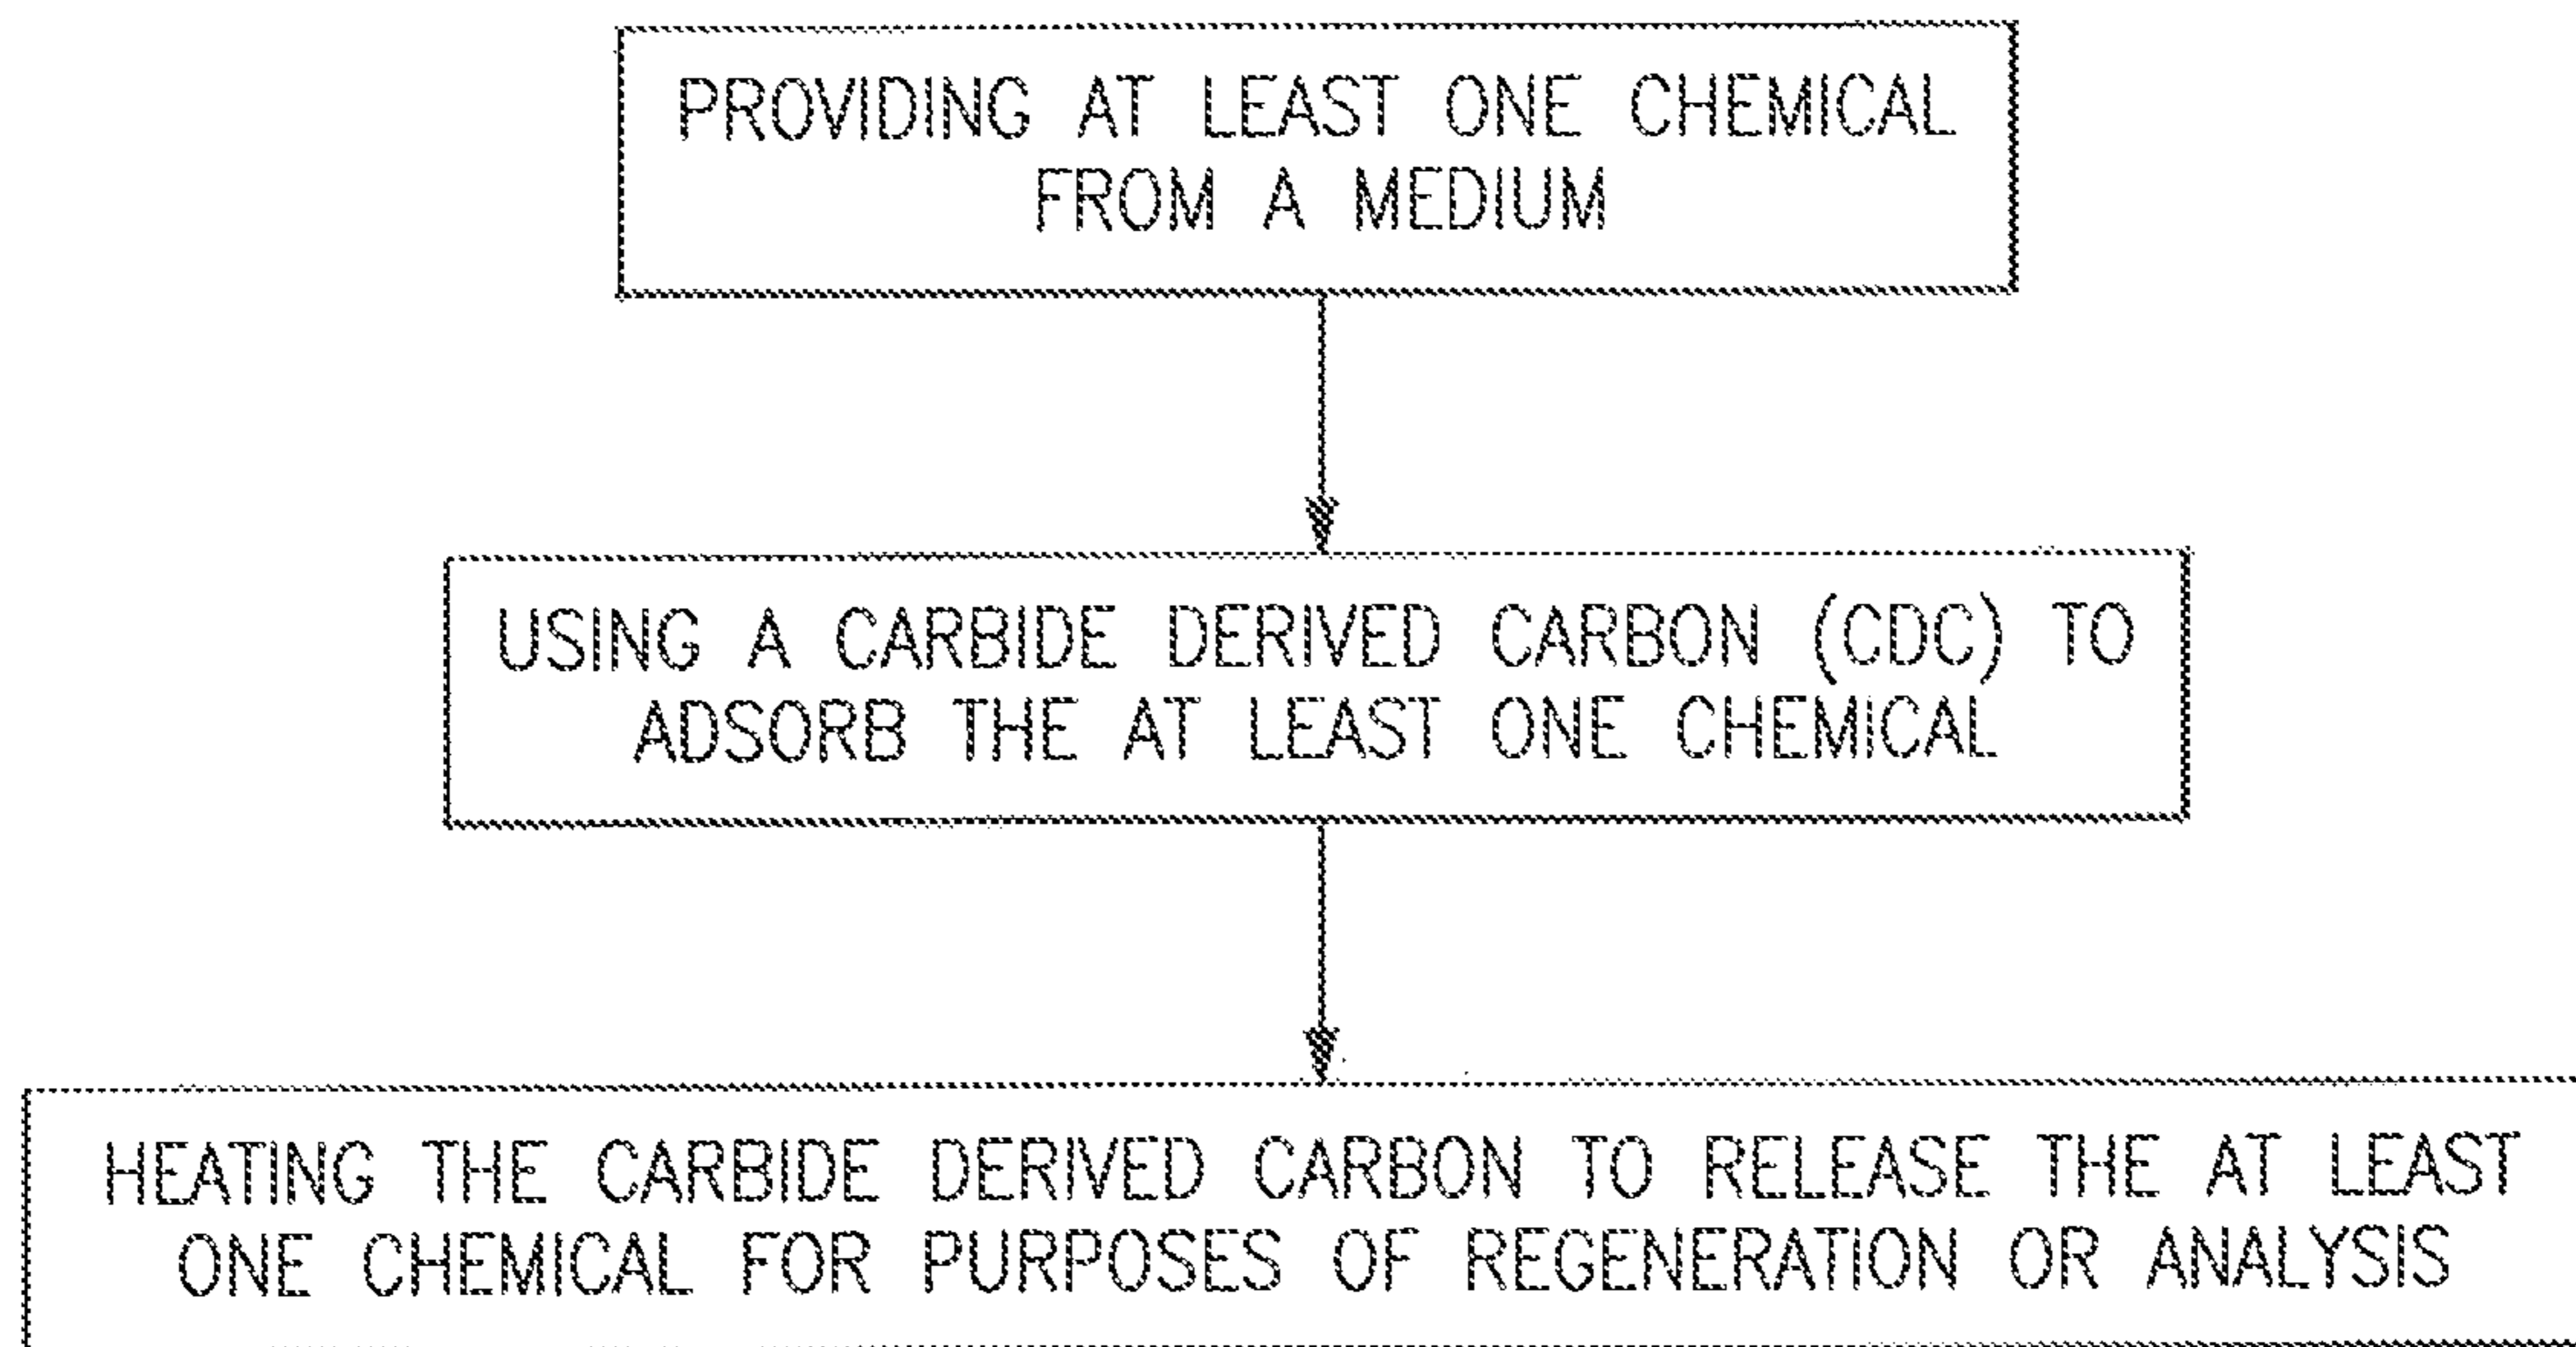 PROVIDING AT LEAST ONE CHEMICAL
FROM A MEDIUM
USING A CARBIDE DERIVED CARBON (CDC) TO
ADSORB THE AT LEAST ONE CHEMICAL
HEATING THE CARBIDE DERIVED CARBON TO RELEASE THE AT LEAST
ONE CHEMICAL FOR PURPOSES OF REGENERATION OR ANALYSIS